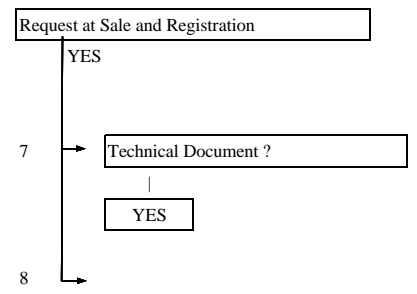 Request at Sale and Registration
YES
7 Technical Document ?
YES
8